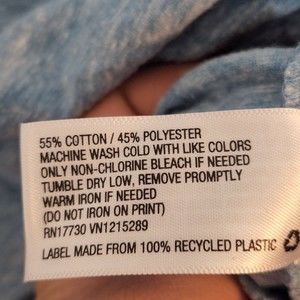 55% COTTON / 45% POLYESTER
MACHINE WASH COLD WITH LIKE COLORS
ONLY NON-CHLORINE BLEACH IF NEEDED
TUMBLE DRY LOW, REMOVE PROMPTLY
WARM IRON IF NEEDED
(DO NOT IRON ON PRINT)
RN17730 VN1215289
LABEL MADE FROM 100% RECYCLED PLASTIC